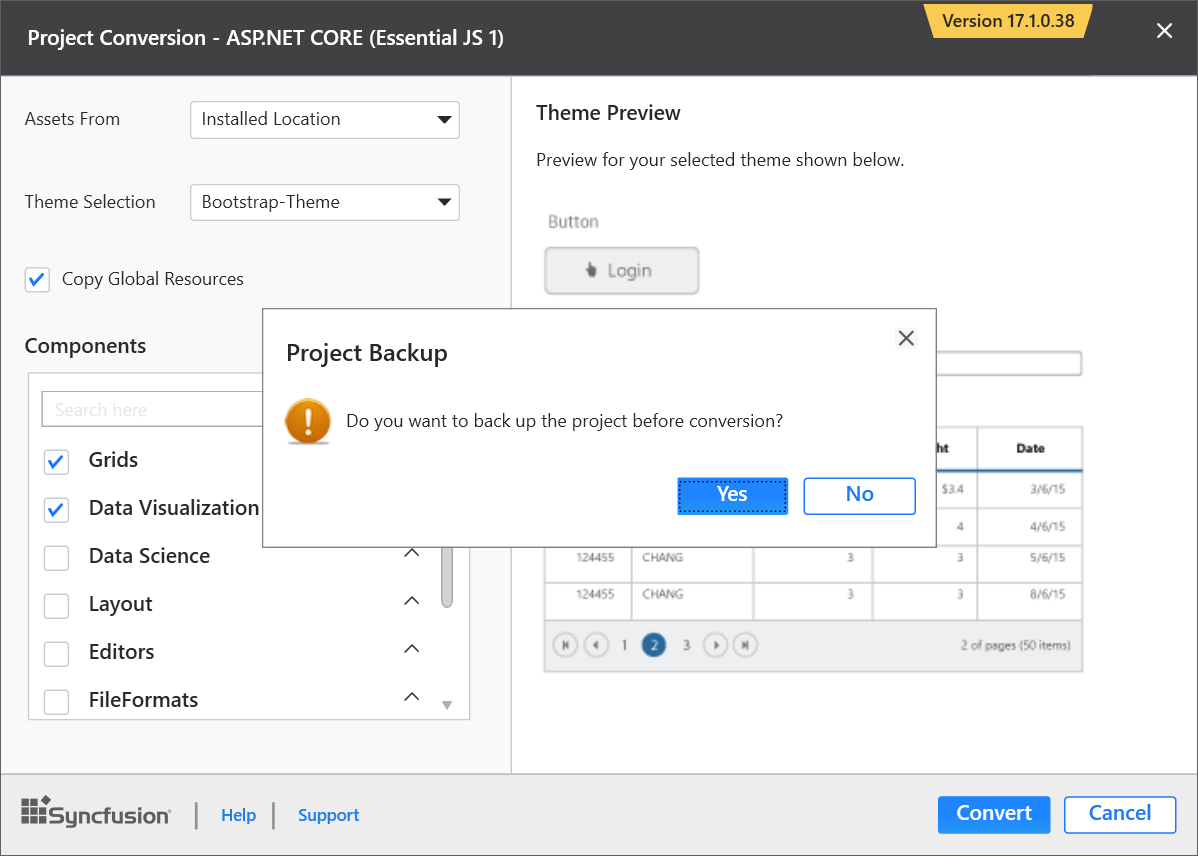 Project Conversion - ASP.NET CORE (Essential JS 1)
Version 17.1.0.38
Assets From
Installed Location
Theme Selection
Bootstrap-Theme
Copy Global Resources
Components
Search here
Grids
Data Visualization
Data Science
Layout
Editors
FileFormats
Theme Preview
Preview for your selected theme shown below.
Button
Login
Project Backup
Do you want to back up the project before conversion?
Yes No
ht Date
$3.4 3/6/15
4 4/6/15
124455 CHANG 3 3 5/6/15
124455 CHANG 3 3 8/6/15
1 2 3 2 of pages (50 items)
Syncfusion
Help
Support
Convert
Cancel